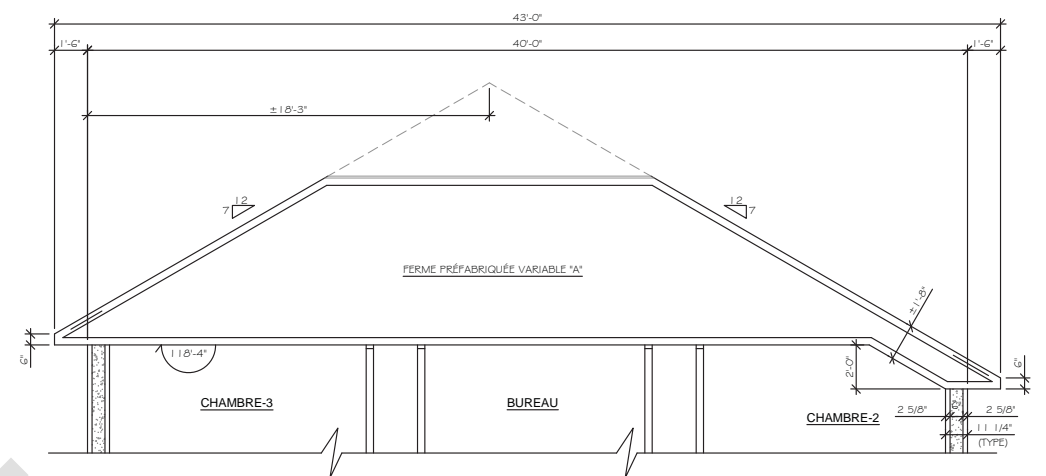 43'-0"
1'-6" 40'-0" 1'-6"
±18'-3"
12 12
7 7
FERME PRÉFABRIQUÉE VARIABLE "A"
±1'-8"
6" 118'-4" 2'-0" 6"
CHAMBRE-3 BUREAU CHAMBRE-2
2 5/8" 6" 2 5/8"
11 1/4"
(TYPE)